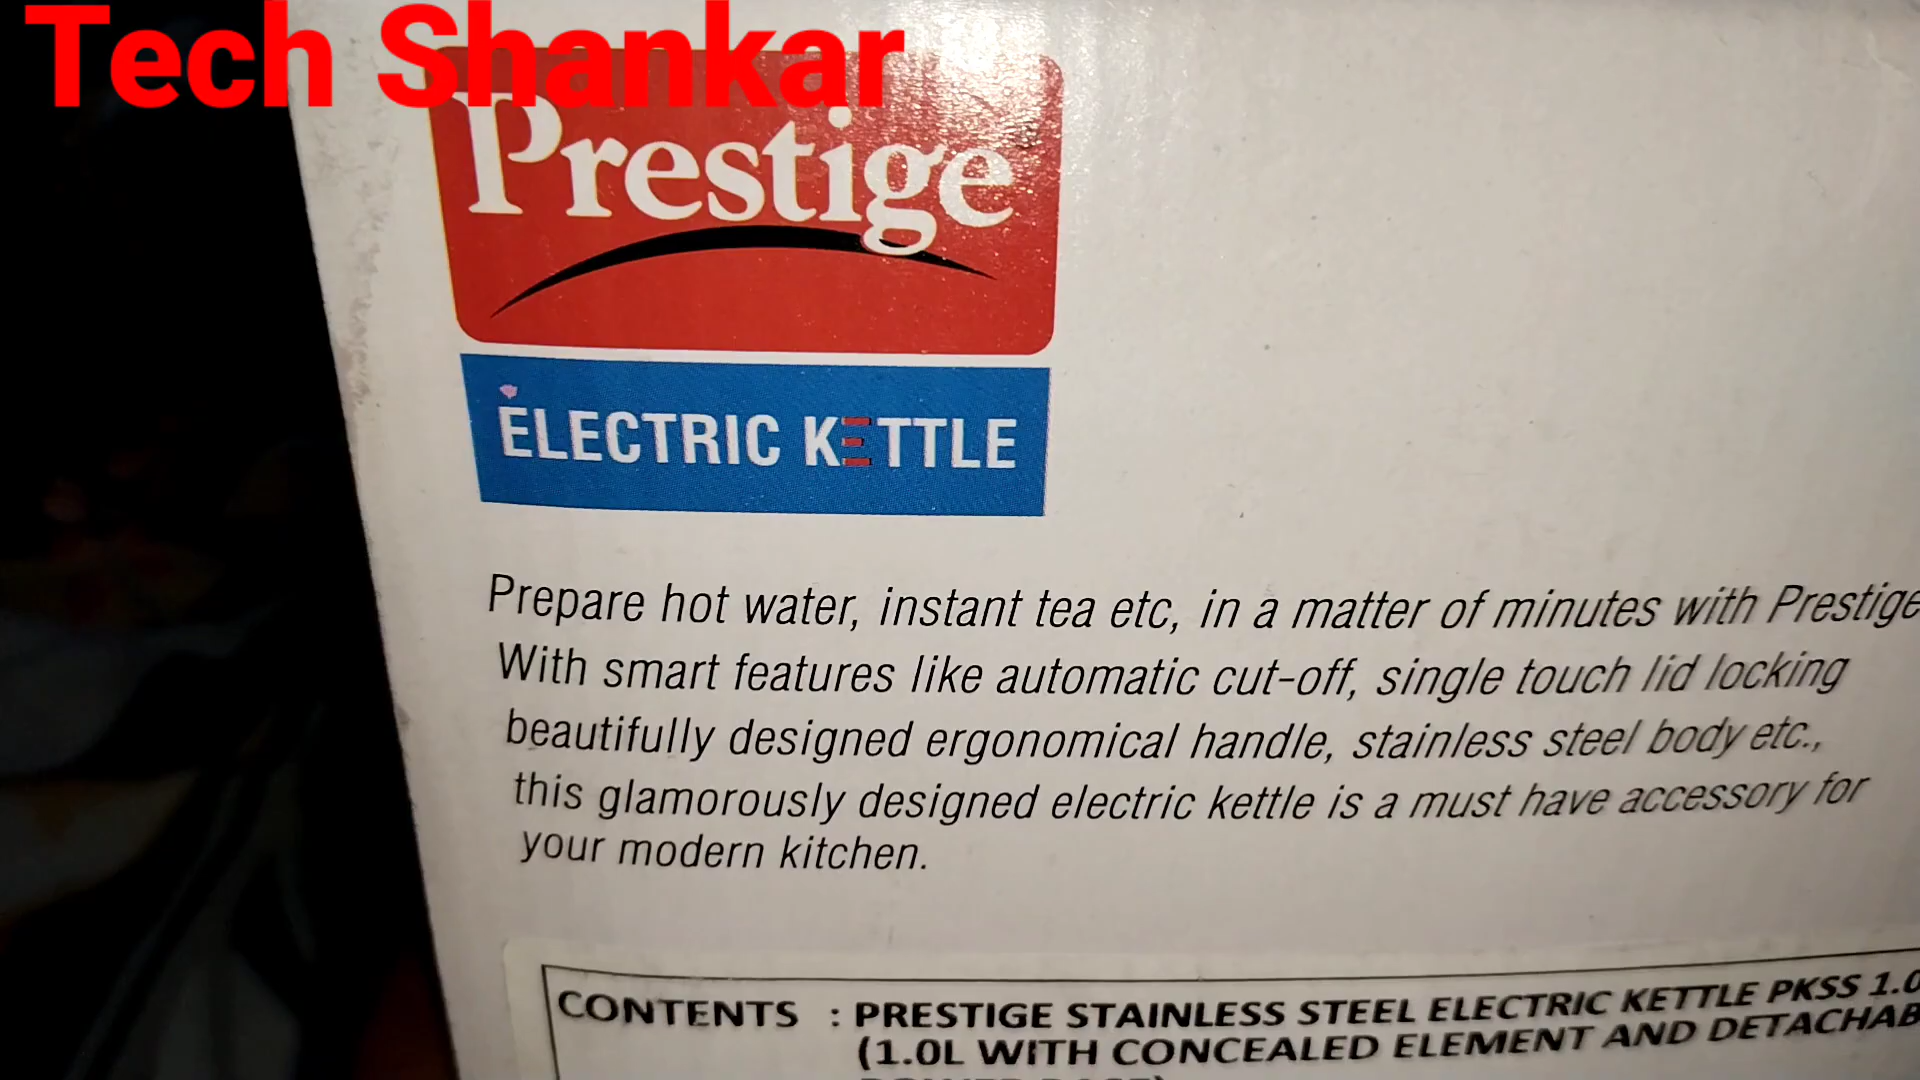 Tech Shankar
Prestige
ELECTRIC KETTLE
Prepare hot water, instant tea etc, in a matter of minutes with Prestige
With smart features like automatic cut-off, single touch lid locking
beautifully designed ergonomical handle, stainless steel body etc.,
this glamorously designed electric kettle is a must have accessory for
your modern kitchen.
CONTENTS : PRESTIGE STAINLESS STEEL ELECTRIC KETTLE PKSS 1.0
(1.0L WITH CONCEALED ELEMENT AND